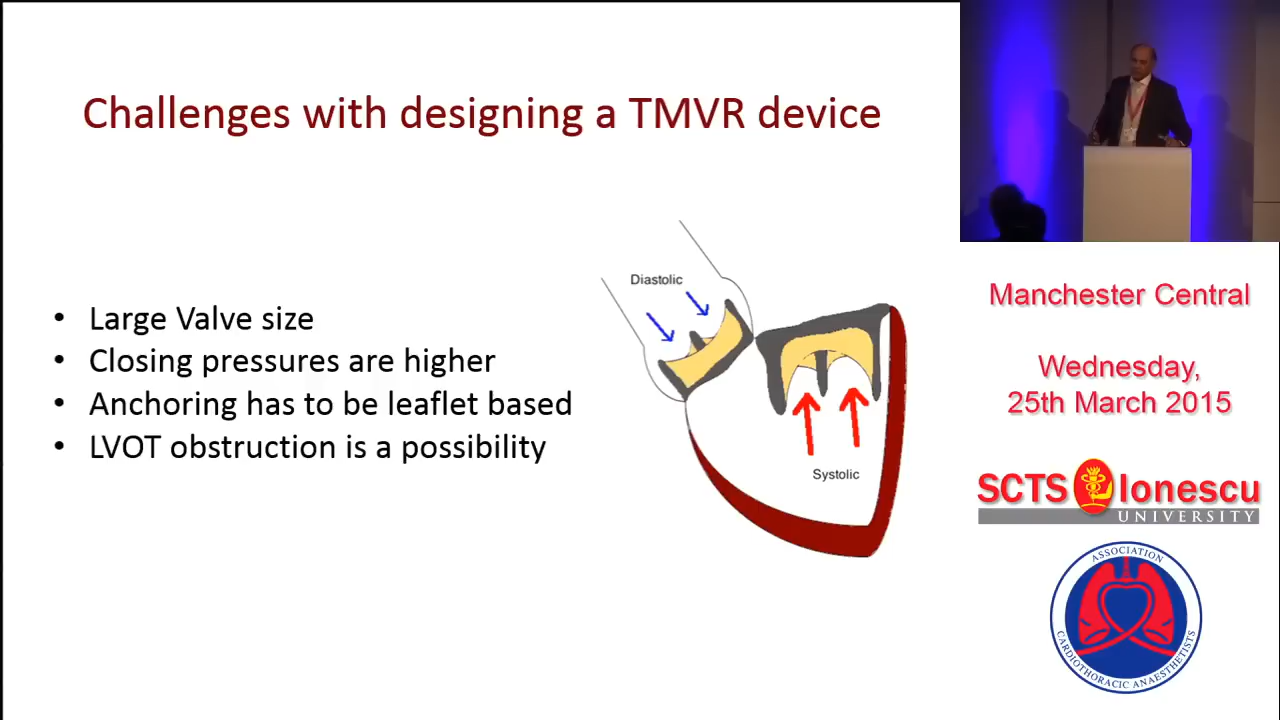 Challenges with designing a TMVR device
• Large Valve size
• Closing pressures are higher
• Anchoring has to be leaflet based
• LVOT obstruction is a possibility
Diastolic
Systolic
Manchester Central
Wednesday,
25th March 2015
SCTS Ionescu
UNIVERSITY
ASSOCIATION
CARDIOTHORACIC ANAESTHETISTS